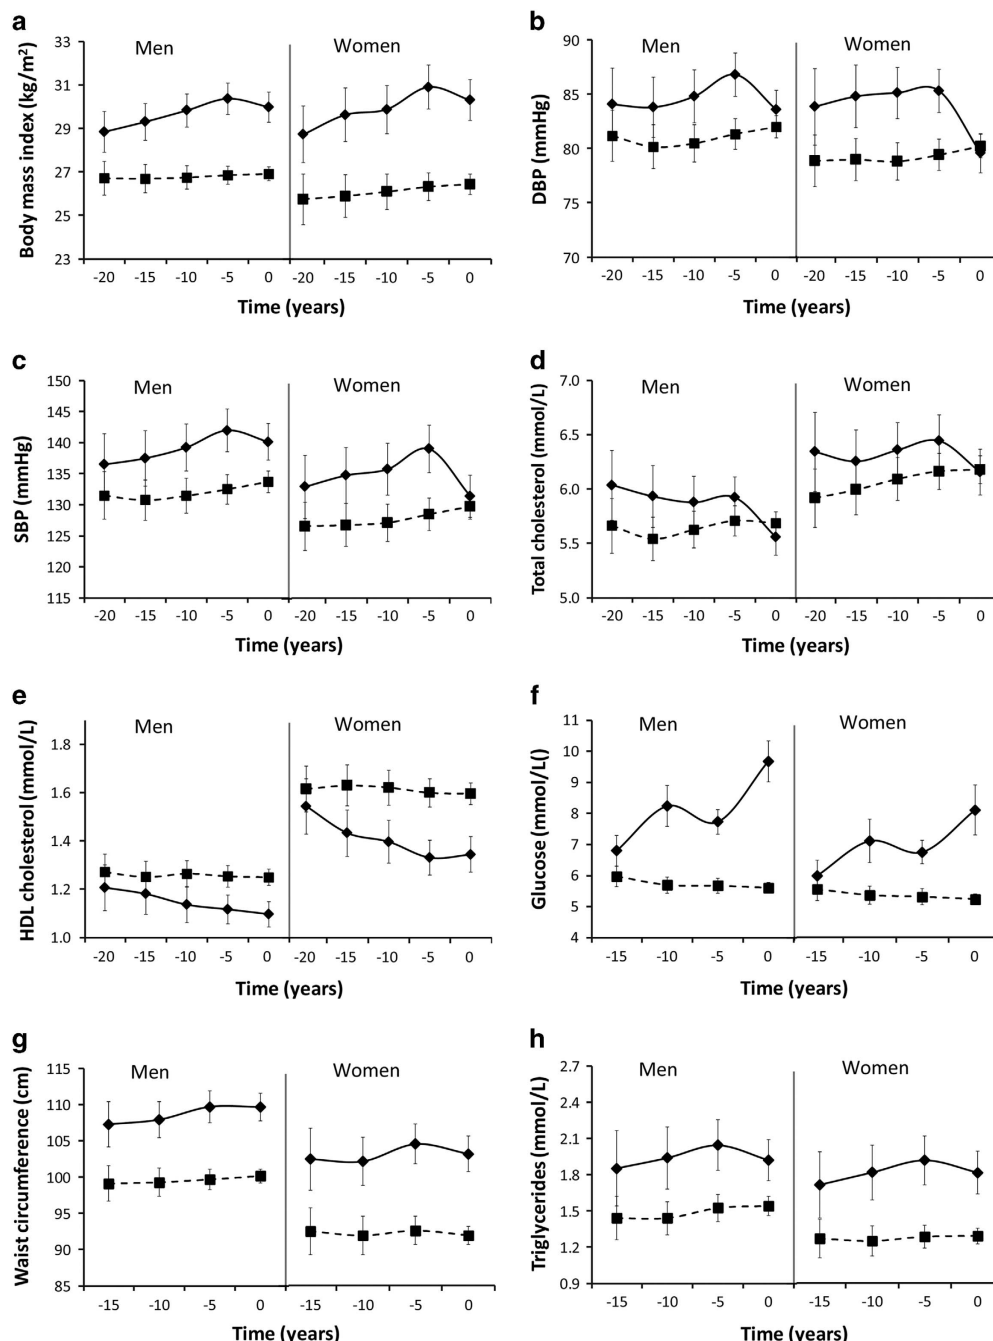 a
Body mass index (kg/m²)
33
31
29
27
25
23
Men
Women
-20 -15 -10 -5 0 -20 -15 -10 -5 0
Time (years)
b
DBP (mmHg)
90
85
80
75
70
Men
Women
-20 -15 -10 -5 0 -20 -15 -10 -5 0
Time (years)
c
SBP (mmHg)
150
145
140
135
130
125
120
115
Men
Women
-20 -15 -10 -5 0 -20 -15 -10 -5 0
Time (years)
d
Total cholesterol (mmol/L)
7.0
6.5
6.0
5.5
5.0
Men
Women
-20 -15 -10 -5 0 -20 -15 -10 -5 0
Time (years)
e
HDL cholesterol (mmol/L)
1.8
1.6
1.4
1.2
1.0
Men
Women
-20 -15 -10 -5 0 -20 -15 -10 -5 0
Time (years)
f
Glucose (mmol/L()
11
10
9
8
7
6
5
4
Men
Women
-15 -10 -5 0 -15 -10 -5 0
Time (years)
g
Waist circumference (cm)
115
110
105
100
95
90
85
Men
Women
-15 -10 -5 0 -15 -10 -5 0
Time (years)
h
Triglycerides (mmol/L)
2.7
2.4
2.1
1.8
1.5
1.2
0.9
Men
Women
-15 -10 -5 0 -15 -10 -5 0
Time (years)